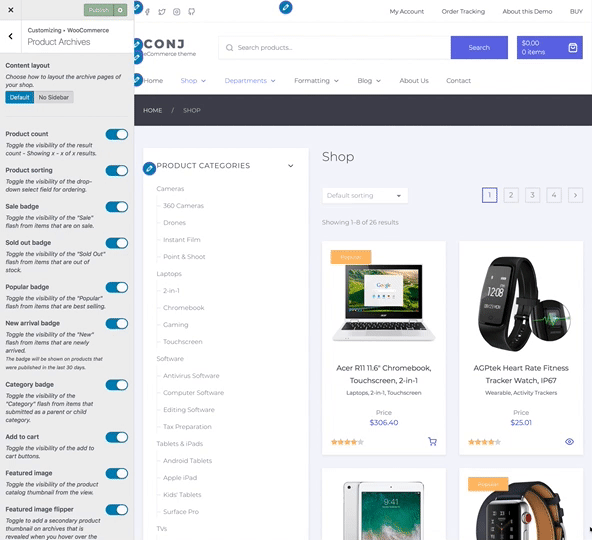 Publish
Customizing • WooCommerce
Product Archives
Content layout
Choose how to layout the archive pages of
your shop.
Default
No Sidebar
Product count
Toggle the visibility of the result
count - Showing x - x of x results.
Product sorting
Toggle the visibility of the drop-
down select field for ordering.
Sale badge
Toggle the visibility of the "Sale"
flash from items that are on sale.
Sold out badge
Toggle the visibility of the "Sold Out"
flash from items that are out of
stock.
Popular badge
Toggle the visibility of the "Popular"
flash from items that are best selling.
New arrival badge
Toggle the visibility of the "New"
flash from items that are newly
arrived.
The badge will be shown on products that
were published in the last 30 days.
Category badge
Toggle the visibility of the
"Category" flash from items that
submitted as a parent or child
category.
Add to cart
Toggle the visibility of the add to
cart buttons.
Featured image
Toggle the visibility of the product
catalog thumbnail from the view.
Featured image flipper
Toggle to add a secondary product
thumbnail on archives that is
revealed when you hover over the
My Account
Order Tracking
About this Demo
BUY
CONJ
eCommerce theme
Search products...
Search
$0.00
0 items
Home
Shop
Departments
Formatting
Blog
About Us
Contact
HOME / SHOP
PRODUCT CATEGORIES
Cameras
360 Cameras
Drones
Instant Film
Point & Shoot
Laptops
2-in-1
Chromebook
Gaming
Touchscreen
Software
Antivirus Software
Computer Software
Editing Software
Tax Preparation
Tablets & iPads
Android Tablets
Apple iPad
Kids' Tablets
Surface Pro
TVs
Shop
Default sorting
1 2 3 4
Showing 1–8 of 26 results
Popular
Google
Acer R11 11.6" Chromebook,
Touchscreen, 2-in-1
Laptops, 2-in-1, Touchscreen
Price
$306.40
AGPtek Heart Rate Fitness
Tracker Watch, IP67
Wearable, Activity Trackers
Price
$25.01
9:41
Popular